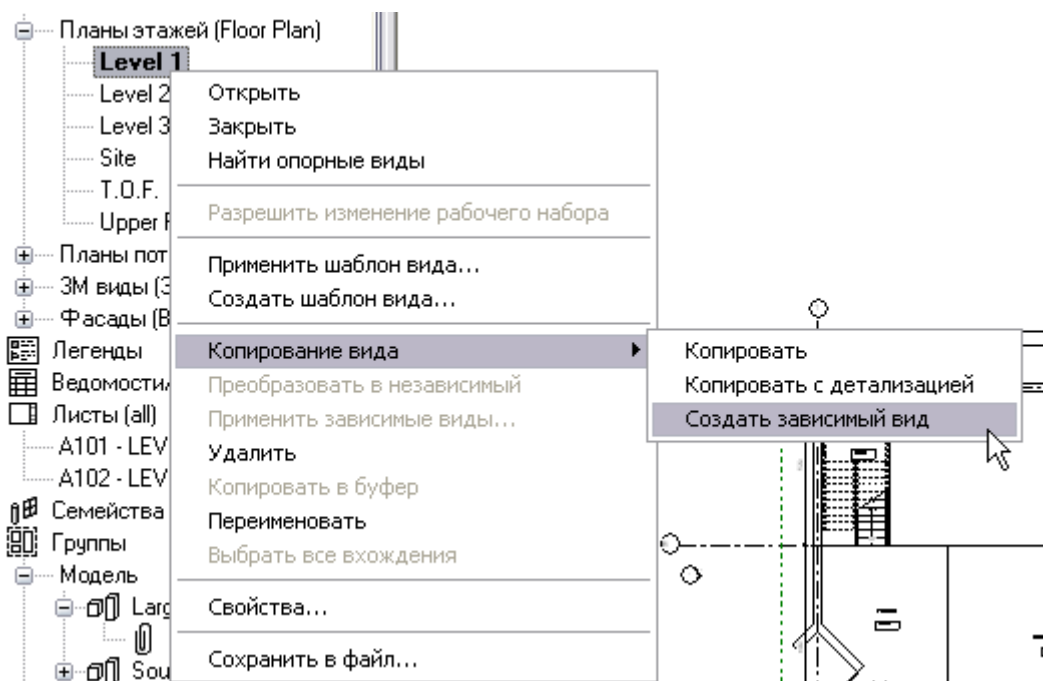 Планы этажей (Floor Plan)
Level 1
Level 2
Level 3
Site
T.O.F.
Upper
Планы пот
3М виды (3
Фасады (В
Легенды
Ведомости
Листы (all)
A101 - LEV
A102 - LEV
Семейства
Группы
Модель
Larg
Sou
Открыть
Закрыть
Найти опорные виды
Разрешить изменение рабочего набора
Применить шаблон вида...
Создать шаблон вида...
Копирование вида
Преобразовать в независимый
Применить зависимые виды...
Удалить
Копировать в буфер
Переименовать
Выбрать все вхождения
Свойства...
Сохранить в файл...
Копировать
Копировать с детализацией
Создать зависимый вид